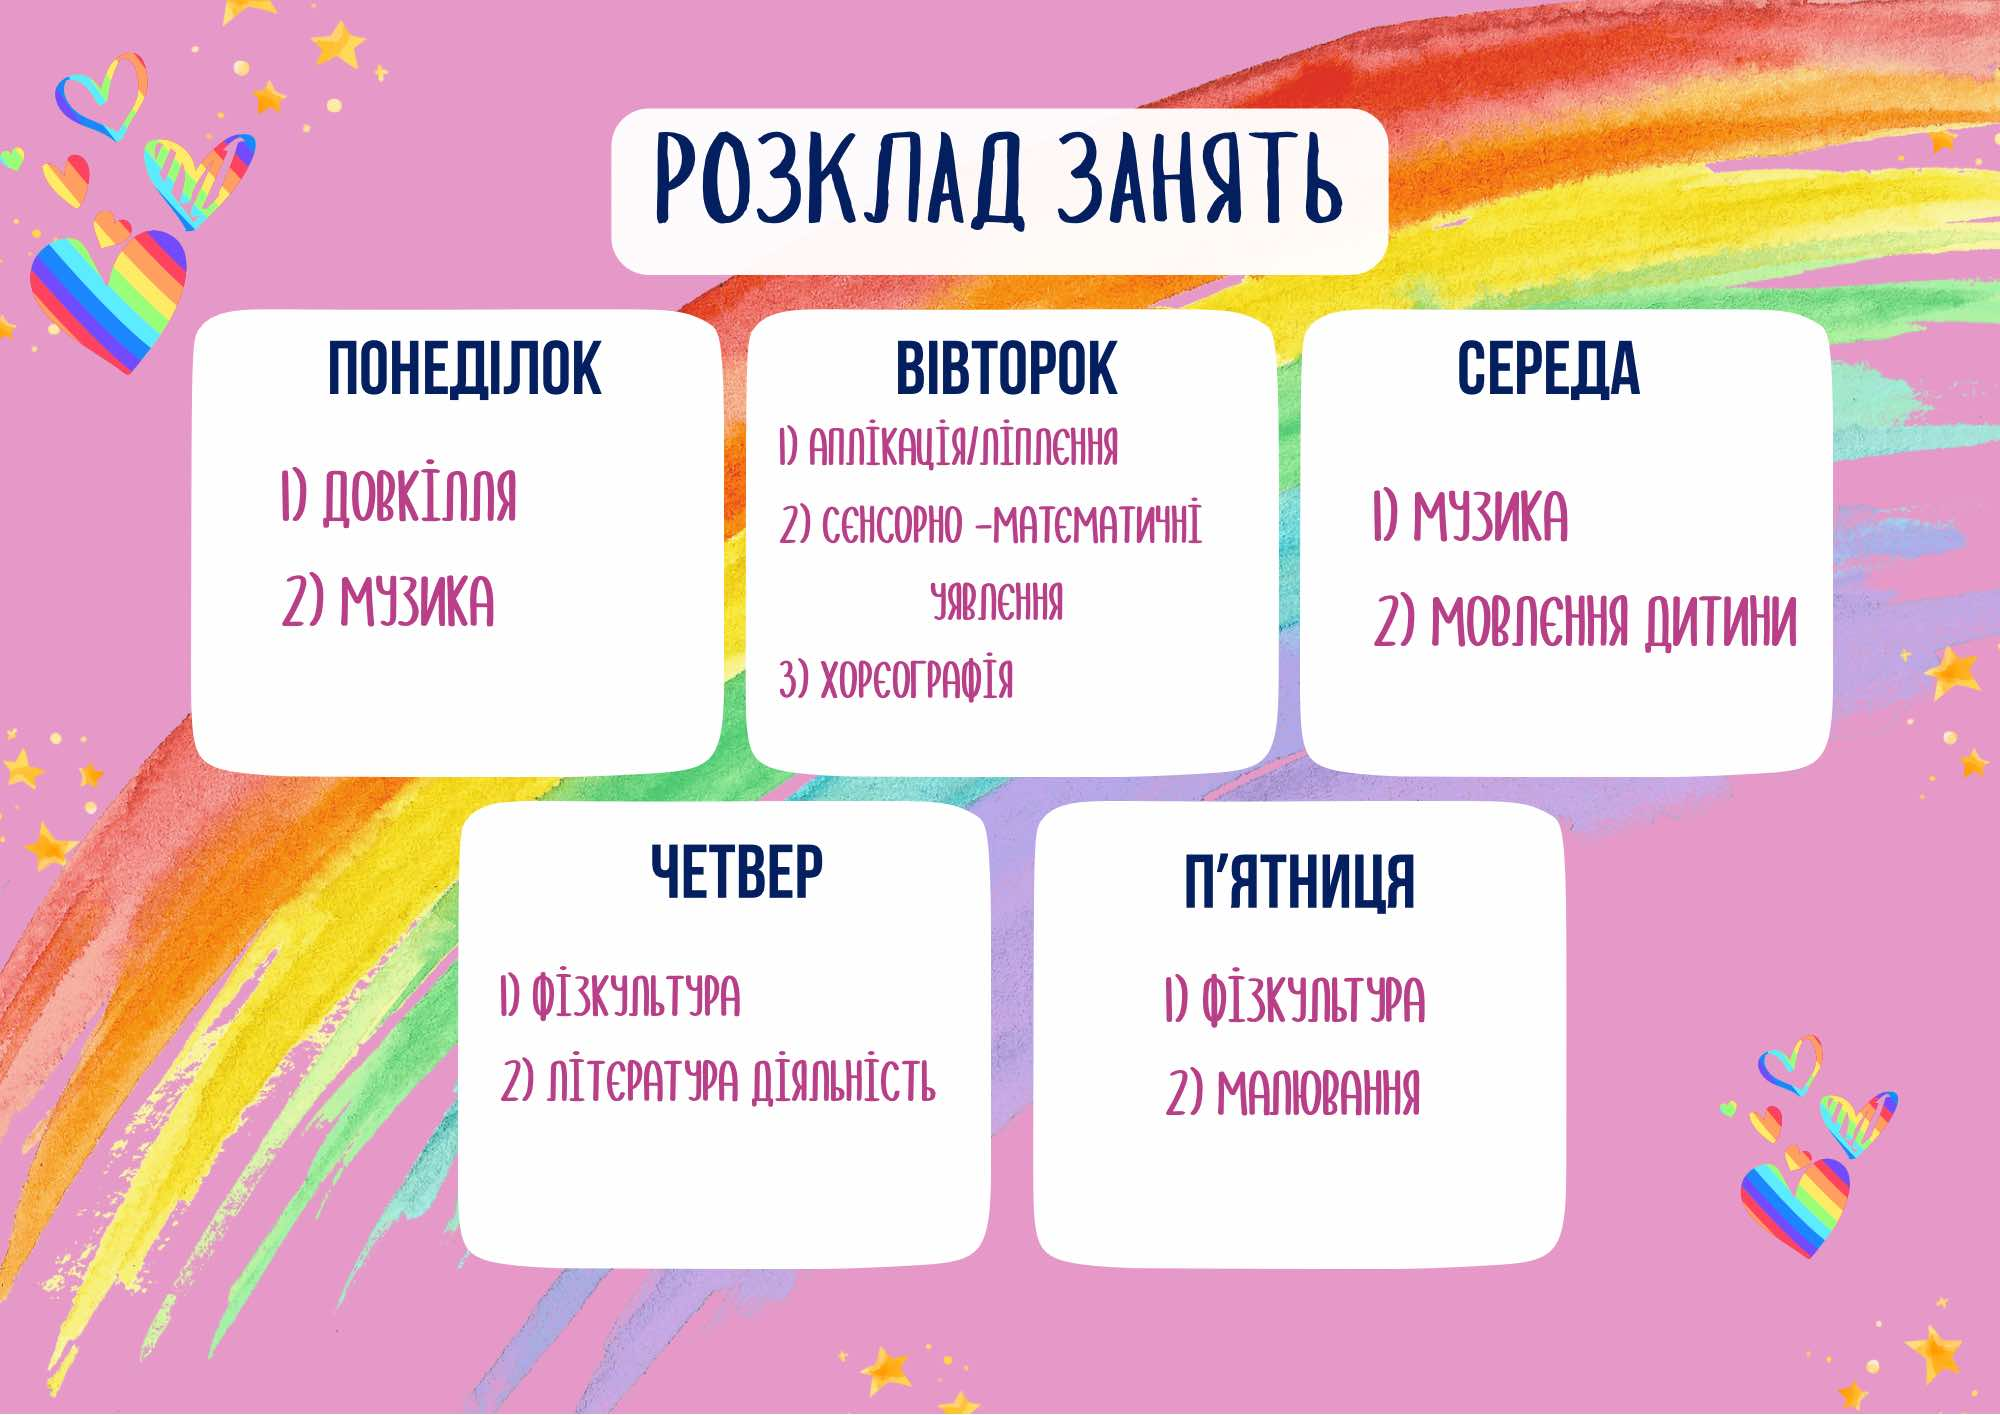 РОЗКЛАД ЗАНЯТЬ
ПОНЕДІЛОК
1) ДОВКІЛЛЯ
2) МУЗИКА
ВІВТОРОК
1) АПЛІКАЦІЯ/ЛІПЛЕННЯ
2) СЕНСОРНО -МАТЕМАТИЧНІ
УЯВЛЕННЯ
3) ХОРЕОГРАФІЯ
СЕРЕДА
1) МУЗИКА
2) МОВЛЕННЯ ДИТИНИ
ЧЕТВЕР
1) ФІЗКУЛЬТУРА
2) ЛІТЕРАТУРА ДІЯЛЬНІСТЬ
П'ЯТНИЦЯ
1) ФІЗКУЛЬТУРА
2) МАЛЮВАННЯ